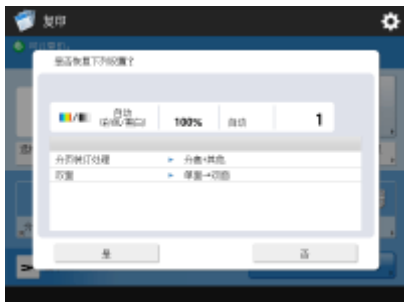 复印
是否恢复下列设置?
自动
(彩色/黑白)
100%
自动
1
分页装订处理 ▶ 分套+其他
双面 ▶ 单面→双面
是
否